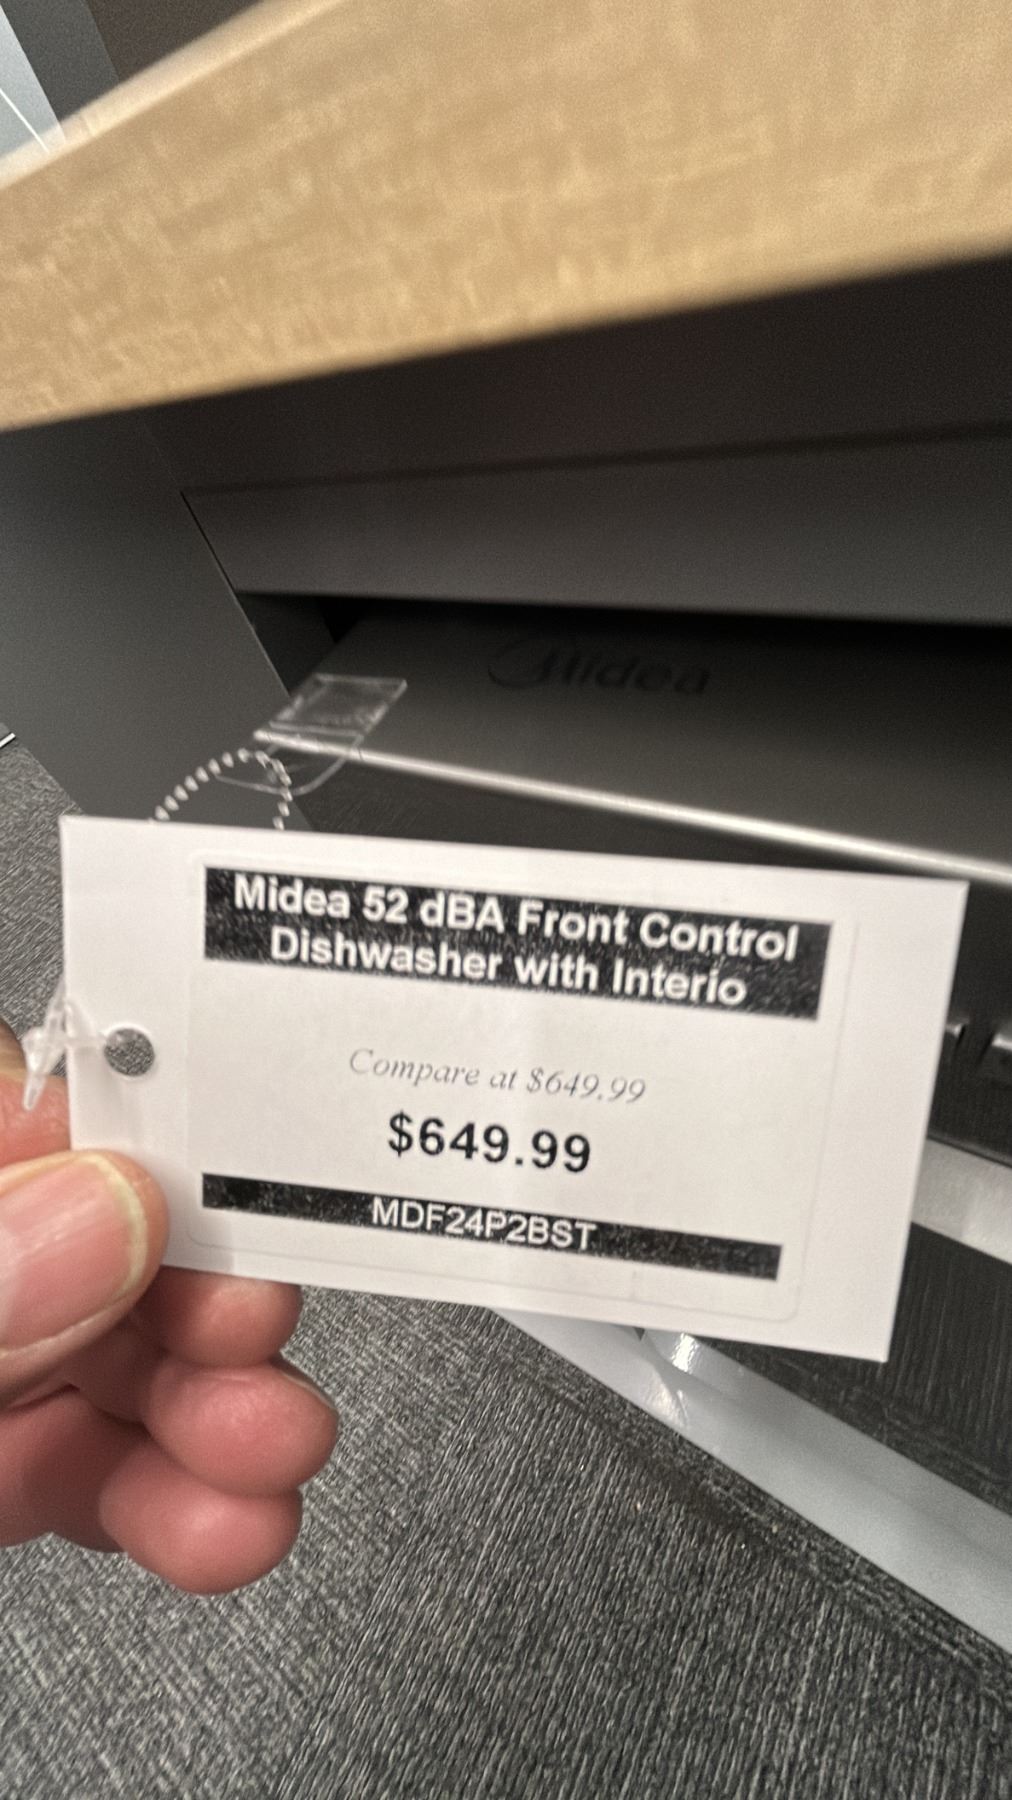 Midea
Midea 52 dBA Front Control
Dishwasher with Interio
Compare at $649.99
$649.99
MDF24P2BST